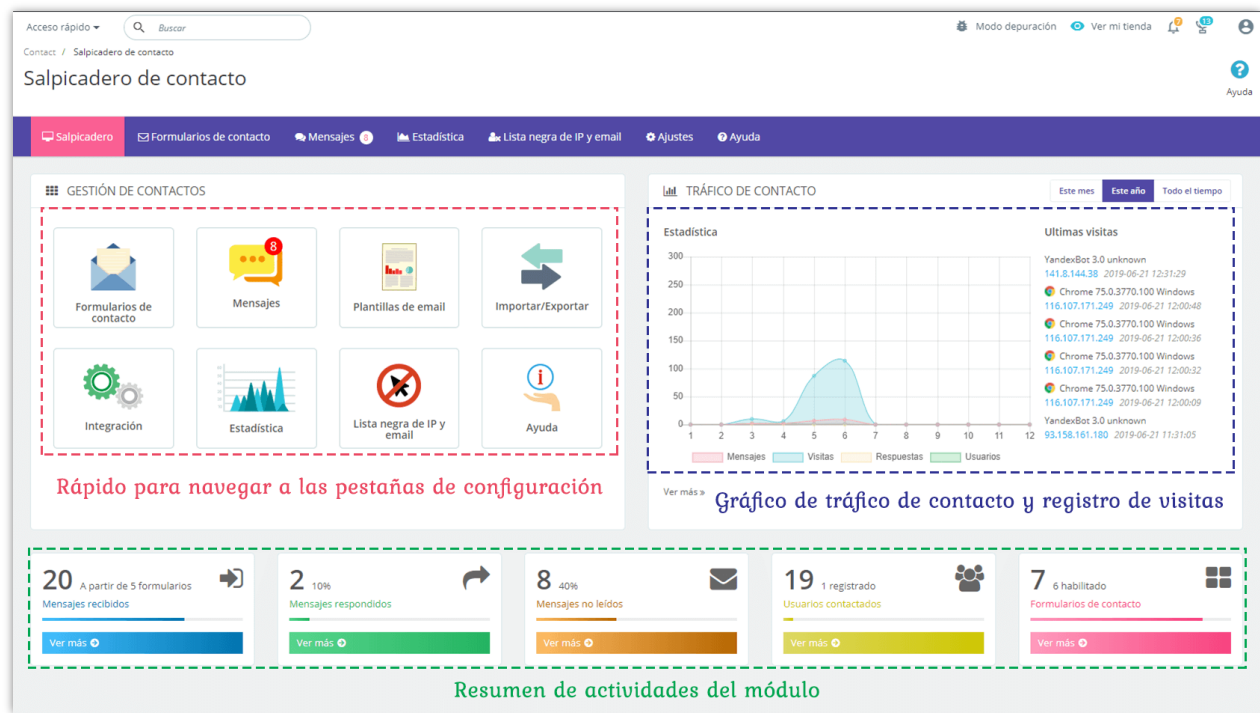 Acceso rápido
Buscar
Modo depuración
Ver mi tienda
2
13
Contact / Salpicadero de contacto
Salpicadero de contacto
Ayuda
Salpicadero
Formularios de contacto
Mensajes 8
Estadística
Lista negra de IP y email
Ajustes
Ayuda
GESTIÓN DE CONTACTOS
Formularios de
contacto
8
Mensajes
Plantillas de email
Importar/Exportar
Integración
Estadística
Lista negra de IP y
email
Ayuda
Rápido para navegar a las pestañas de configuración
TRÁFICO DE CONTACTO
Este mes
Este año
Todo el tiempo
Estadística
300
250
200
150
100
50
0
1 2 3 4 5 6 7 8 9 10 11 12
Mensajes
Visitas
Respuestas
Usuarios
Ultimas visitas
YandexBot 3.0 unknown
141.8.144.38 2019-06-21 12:31:29
Chrome 75.0.3770.100 Windows
116.107.171.249 2019-06-21 12:00:48
Chrome 75.0.3770.100 Windows
116.107.171.249 2019-06-21 12:00:36
Chrome 75.0.3770.100 Windows
116.107.171.249 2019-06-21 12:00:32
Chrome 75.0.3770.100 Windows
116.107.171.249 2019-06-21 12:00:09
YandexBot 3.0 unknown
93.158.161.180 2019-06-21 11:31:05
Ver más »
Gráfico de tráfico de contacto y registro de visitas
20 A partir de 5 formularios
Mensajes recibidos
Ver más
2 10%
Mensajes respondidos
Ver más
8 40%
Mensajes no leídos
Ver más
19 1 registrado
Usuarios contactados
Ver más
7 6 habilitado
Formularios de contacto
Ver más
Resumen de actividades del módulo